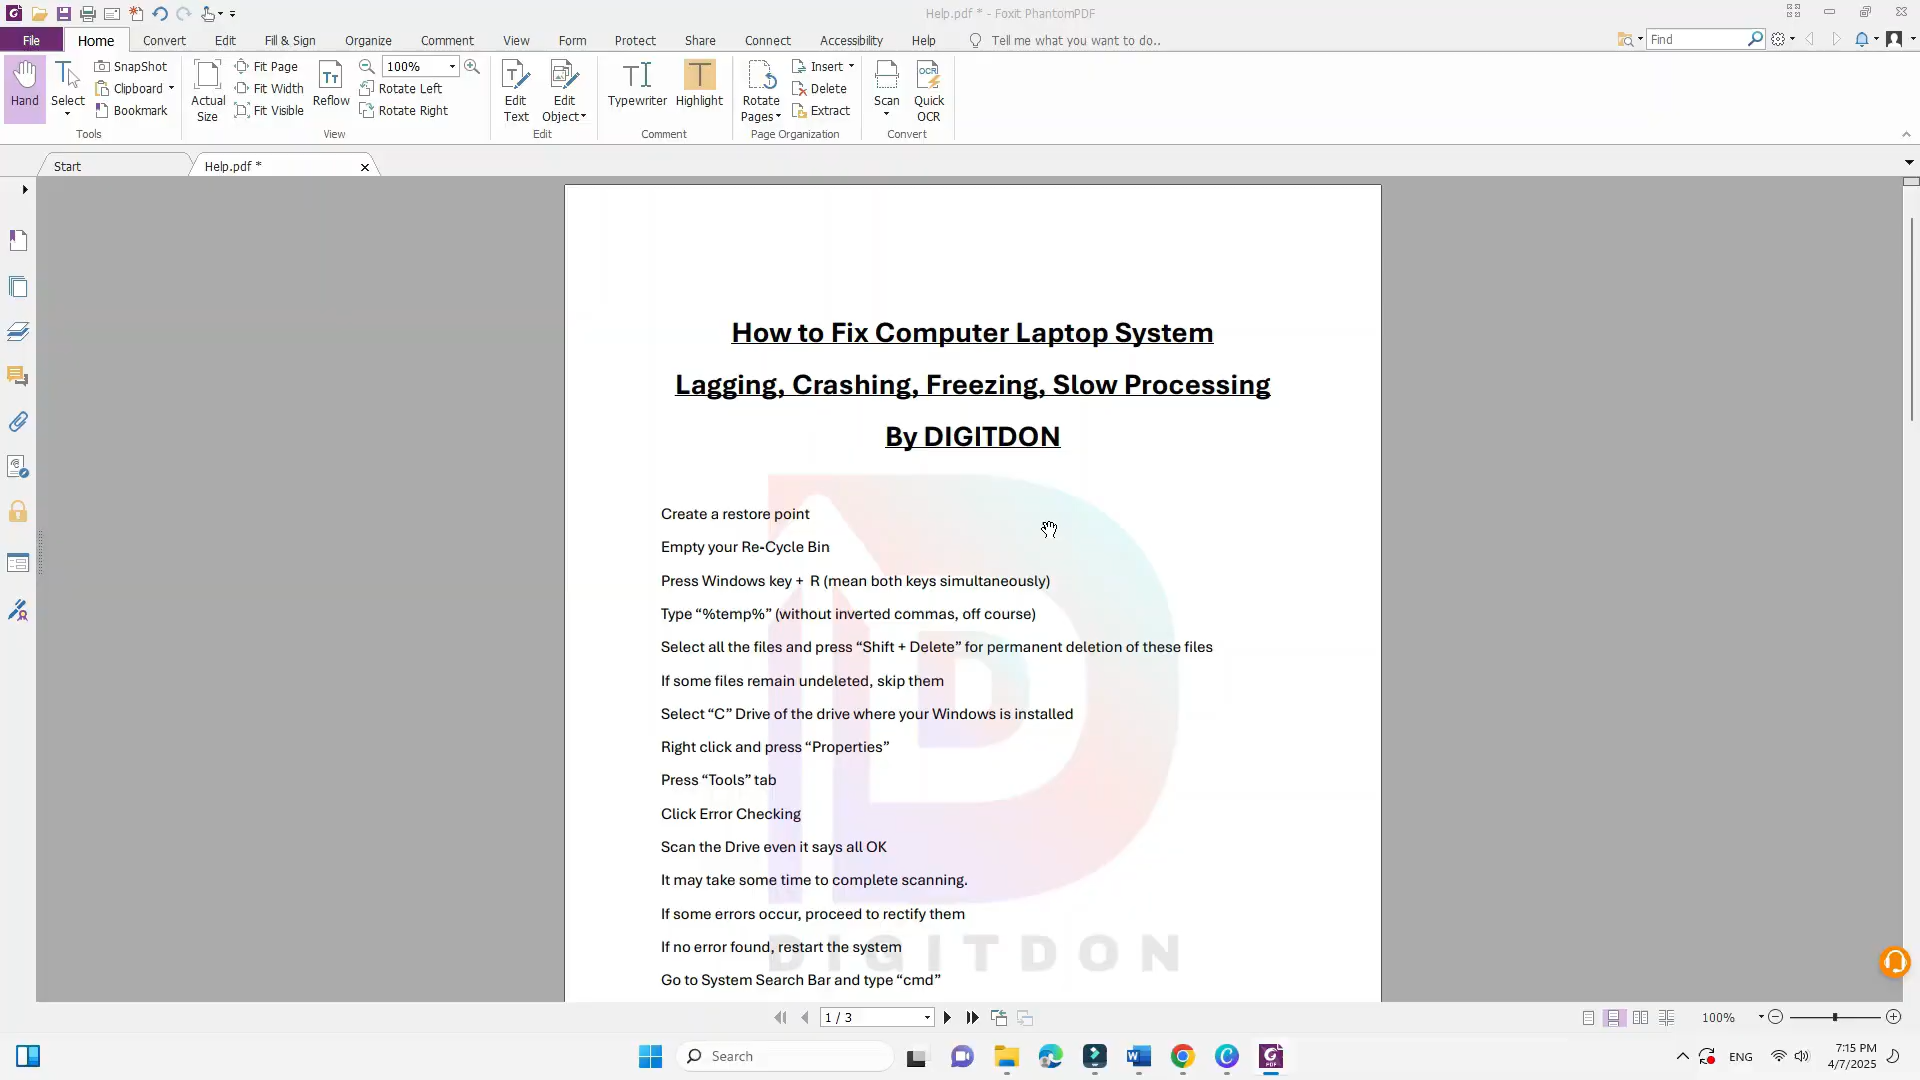 Help.pdf * - Foxit PhantomPDF
File Home Convert Edit Fill & Sign Organize Comment View Form Protect Share Connect Accessibility Help Tell me what you want to do.. Find
Hand Select SnapShot Clipboard Bookmark
Tools
Actual Size Fit Page Fit Width Fit Visible Reflow 100% Rotate Left Rotate Right
View
Edit Text Edit Object
Edit
Typewriter Highlight
Comment
Rotate Pages Insert Delete Extract
Page Organization
Scan Quick OCR
Convert
Start Help.pdf *
How to Fix Computer Laptop System
Lagging, Crashing, Freezing, Slow Processing
By DIGITDON
Create a restore point
Empty your Re-Cycle Bin
Press Windows key +  R (mean both keys simultaneously)
Type “%temp%” (without inverted commas, off course)
Select all the files and press “Shift + Delete” for permanent deletion of these files
If some files remain undeleted, skip them
Select “C” Drive of the drive where your Windows is installed
Right click and press “Properties”
Press “Tools” tab
Click Error Checking
Scan the Drive even it says all OK
It may take some time to complete scanning.
If some errors occur, proceed to rectify them
If no error found, restart the system
DIGITDON
Go to System Search Bar and type “cmd”
1 / 3
100%
Search
ENG
7:15 PM
4/7/2025